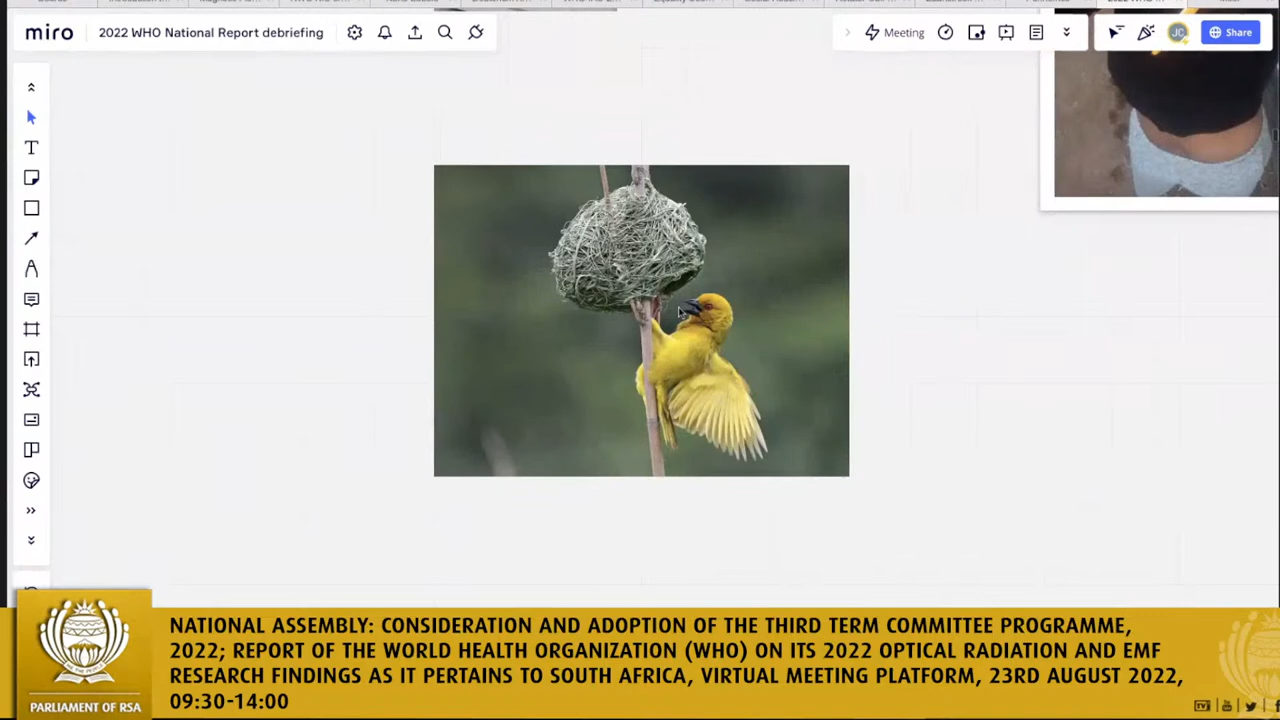 miro
2022 WHO National Report debriefing
Meeting
JC
Share
NATIONAL ASSEMBLY: CONSIDERATION AND ADOPTION OF THE THIRD TERM COMMITTEE PROGRAMME,
2022; REPORT OF THE WORLD HEALTH ORGANIZATION (WHO) ON ITS 2022 OPTICAL RADIATION AND EMF
RESEARCH FINDINGS AS IT PERTAINS TO SOUTH AFRICA, VIRTUAL MEETING PLATFORM, 23RD AUGUST 2022,
09:30-14:00
PARLIAMENT OF RSA